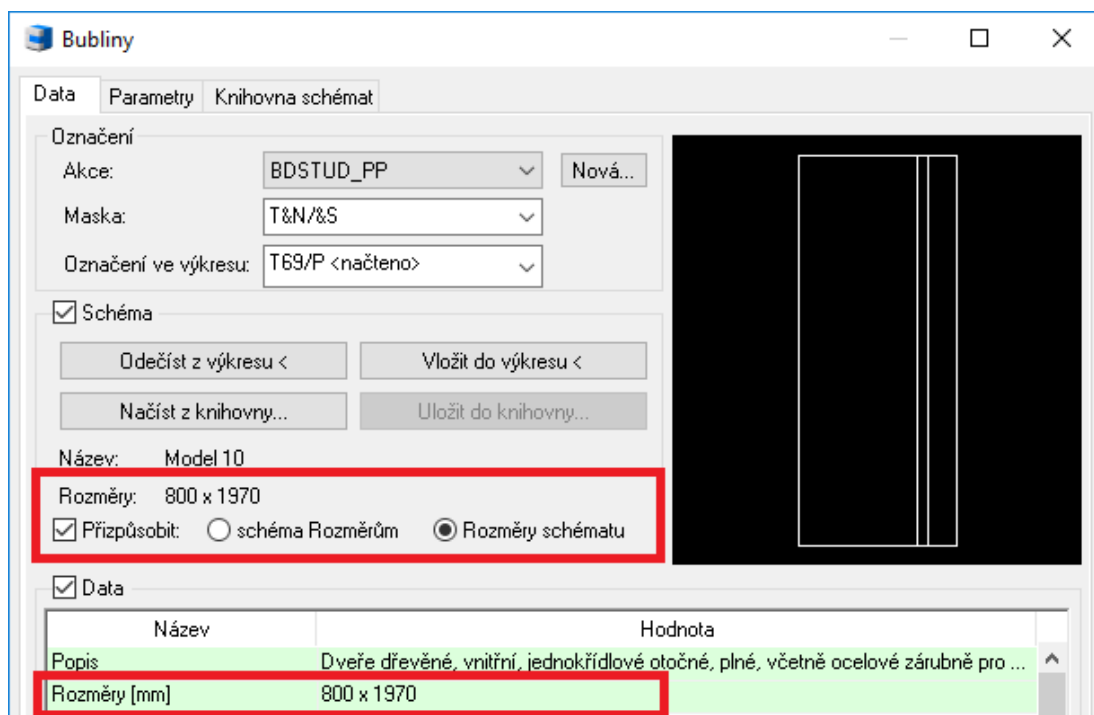 Bubliny
Data Parametry Knihovna schémat
Označení
Akce: BDSTUD_PP Nová...
Maska: T&N/&S
Označení ve výkresu: T69/P <načteno>
Schéma
Odečíst z výkresu < Vložit do výkresu <
Načíst z knihovny... Uložit do knihovny...
Název: Model 10
Rozměry: 800 x 1970
Přizpůsobit: schéma Rozměrům Rozměry schématu
Data
Název Hodnota
Popis Dveře dřevěné, vnitřní, jednokřídlové otočné, plné, včetně ocelové zárubně pro ...
Rozměry [mm] 800 x 1970